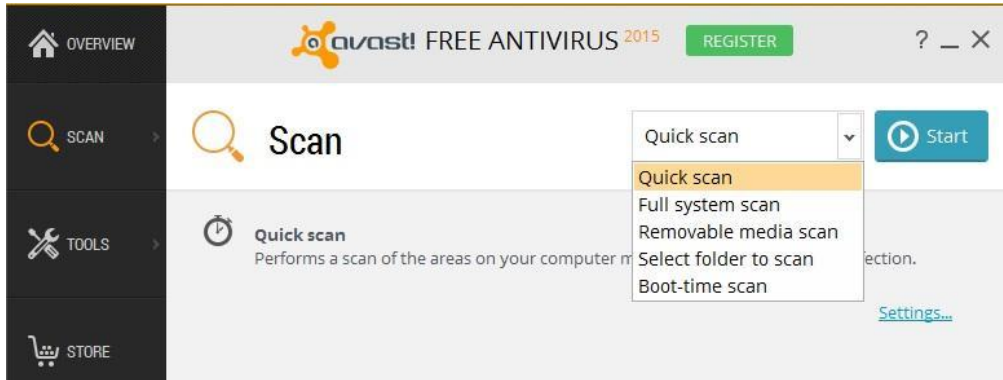 OVERVIEW
avast! FREE ANTIVIRUS 2015
REGISTER
? _ X
SCAN
Scan
Quick scan
Start
Quick scan
Full system scan
Removable media scan
Select folder to scan
Boot-time scan
TOOLS
Quick scan
Performs a scan of the areas on your computer
Settings...
STORE